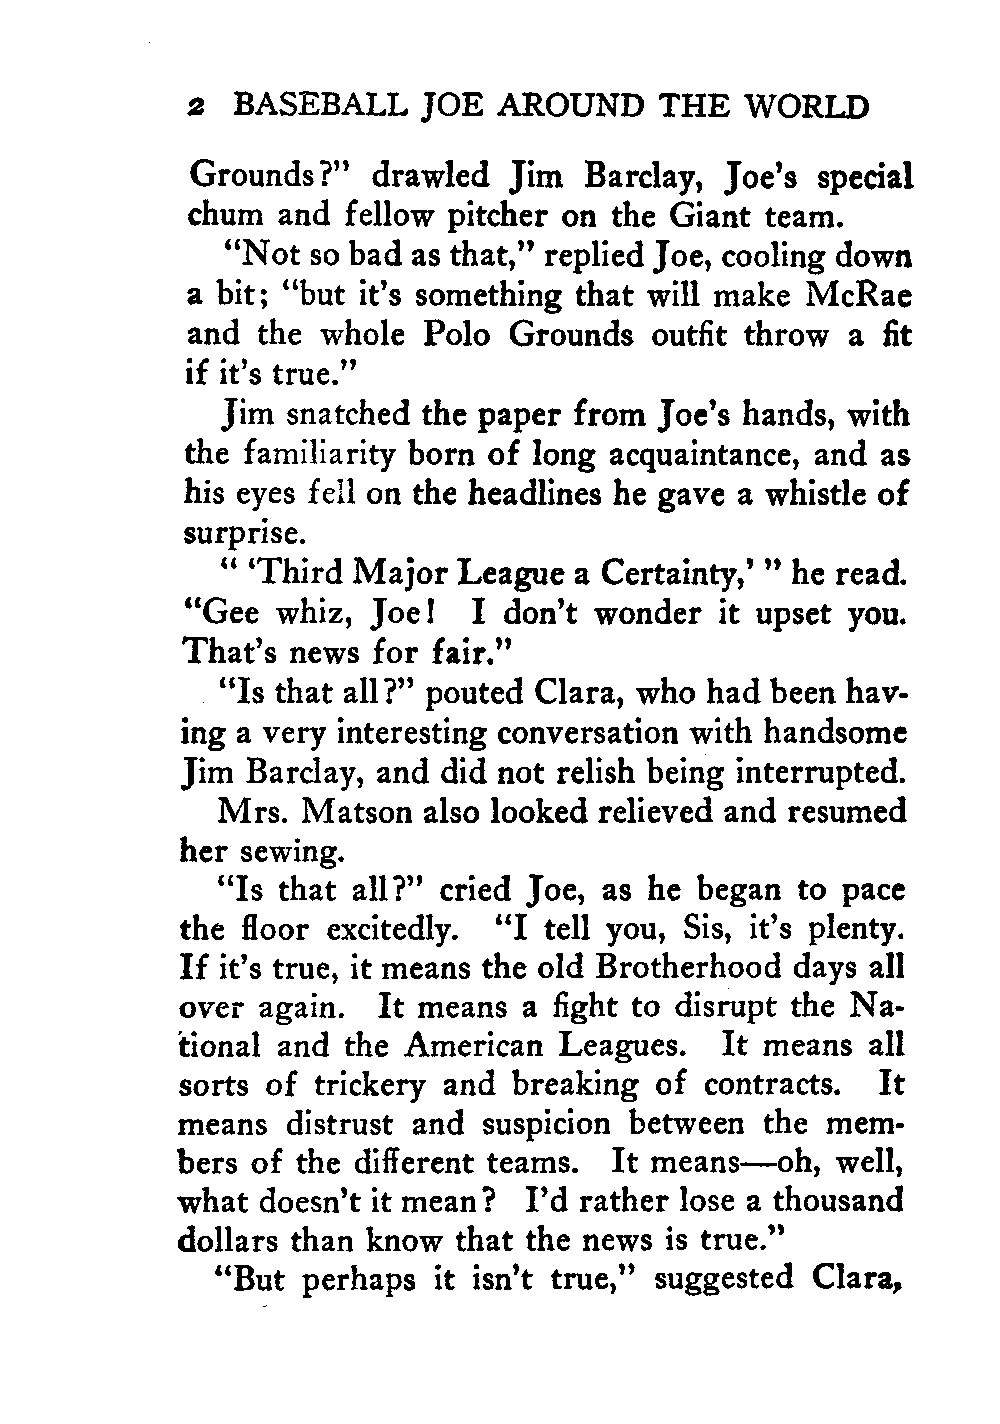 2 BASEBALL JOE AROUND THE WORLD
Grounds?" drawled Jim Barclay, Joe's special
chum and fellow pitcher on the Giant team.
"Not so bad as that," replied Joe, cooling down
a bit; "but it's something that will make McRae
and the whole Polo Grounds outfit throw a fit
if it's true."
Jim snatched the paper from Joe's hands, with
the familiarity born of long acquaintance, and as
his eyes fell on the headlines he gave a whistle of
surprise.
" 'Third Major League a Certainty,' " he read.
"Gee whiz, Joe! I don't wonder it upset you.
That's news for fair."
"Is that all?" pouted Clara, who had been hav-
ing a very interesting conversation with handsome
Jim Barclay, and did not relish being interrupted.
Mrs. Matson also looked relieved and resumed
her sewing.
"Is that all?" cried Joe, as he began to pace
the floor excitedly. "I tell you, Sis, it's plenty.
If it's true, it means the old Brotherhood days all
over again. It means a fight to disrupt the Na-
tional and the American Leagues. It means all
sorts of trickery and breaking of contracts. It
means distrust and suspicion between the mem-
bers of the different teams. It means—oh, well,
what doesn't it mean? I'd rather lose a thousand
dollars than know that the news is true."
"But perhaps it isn't true," suggested Clara,